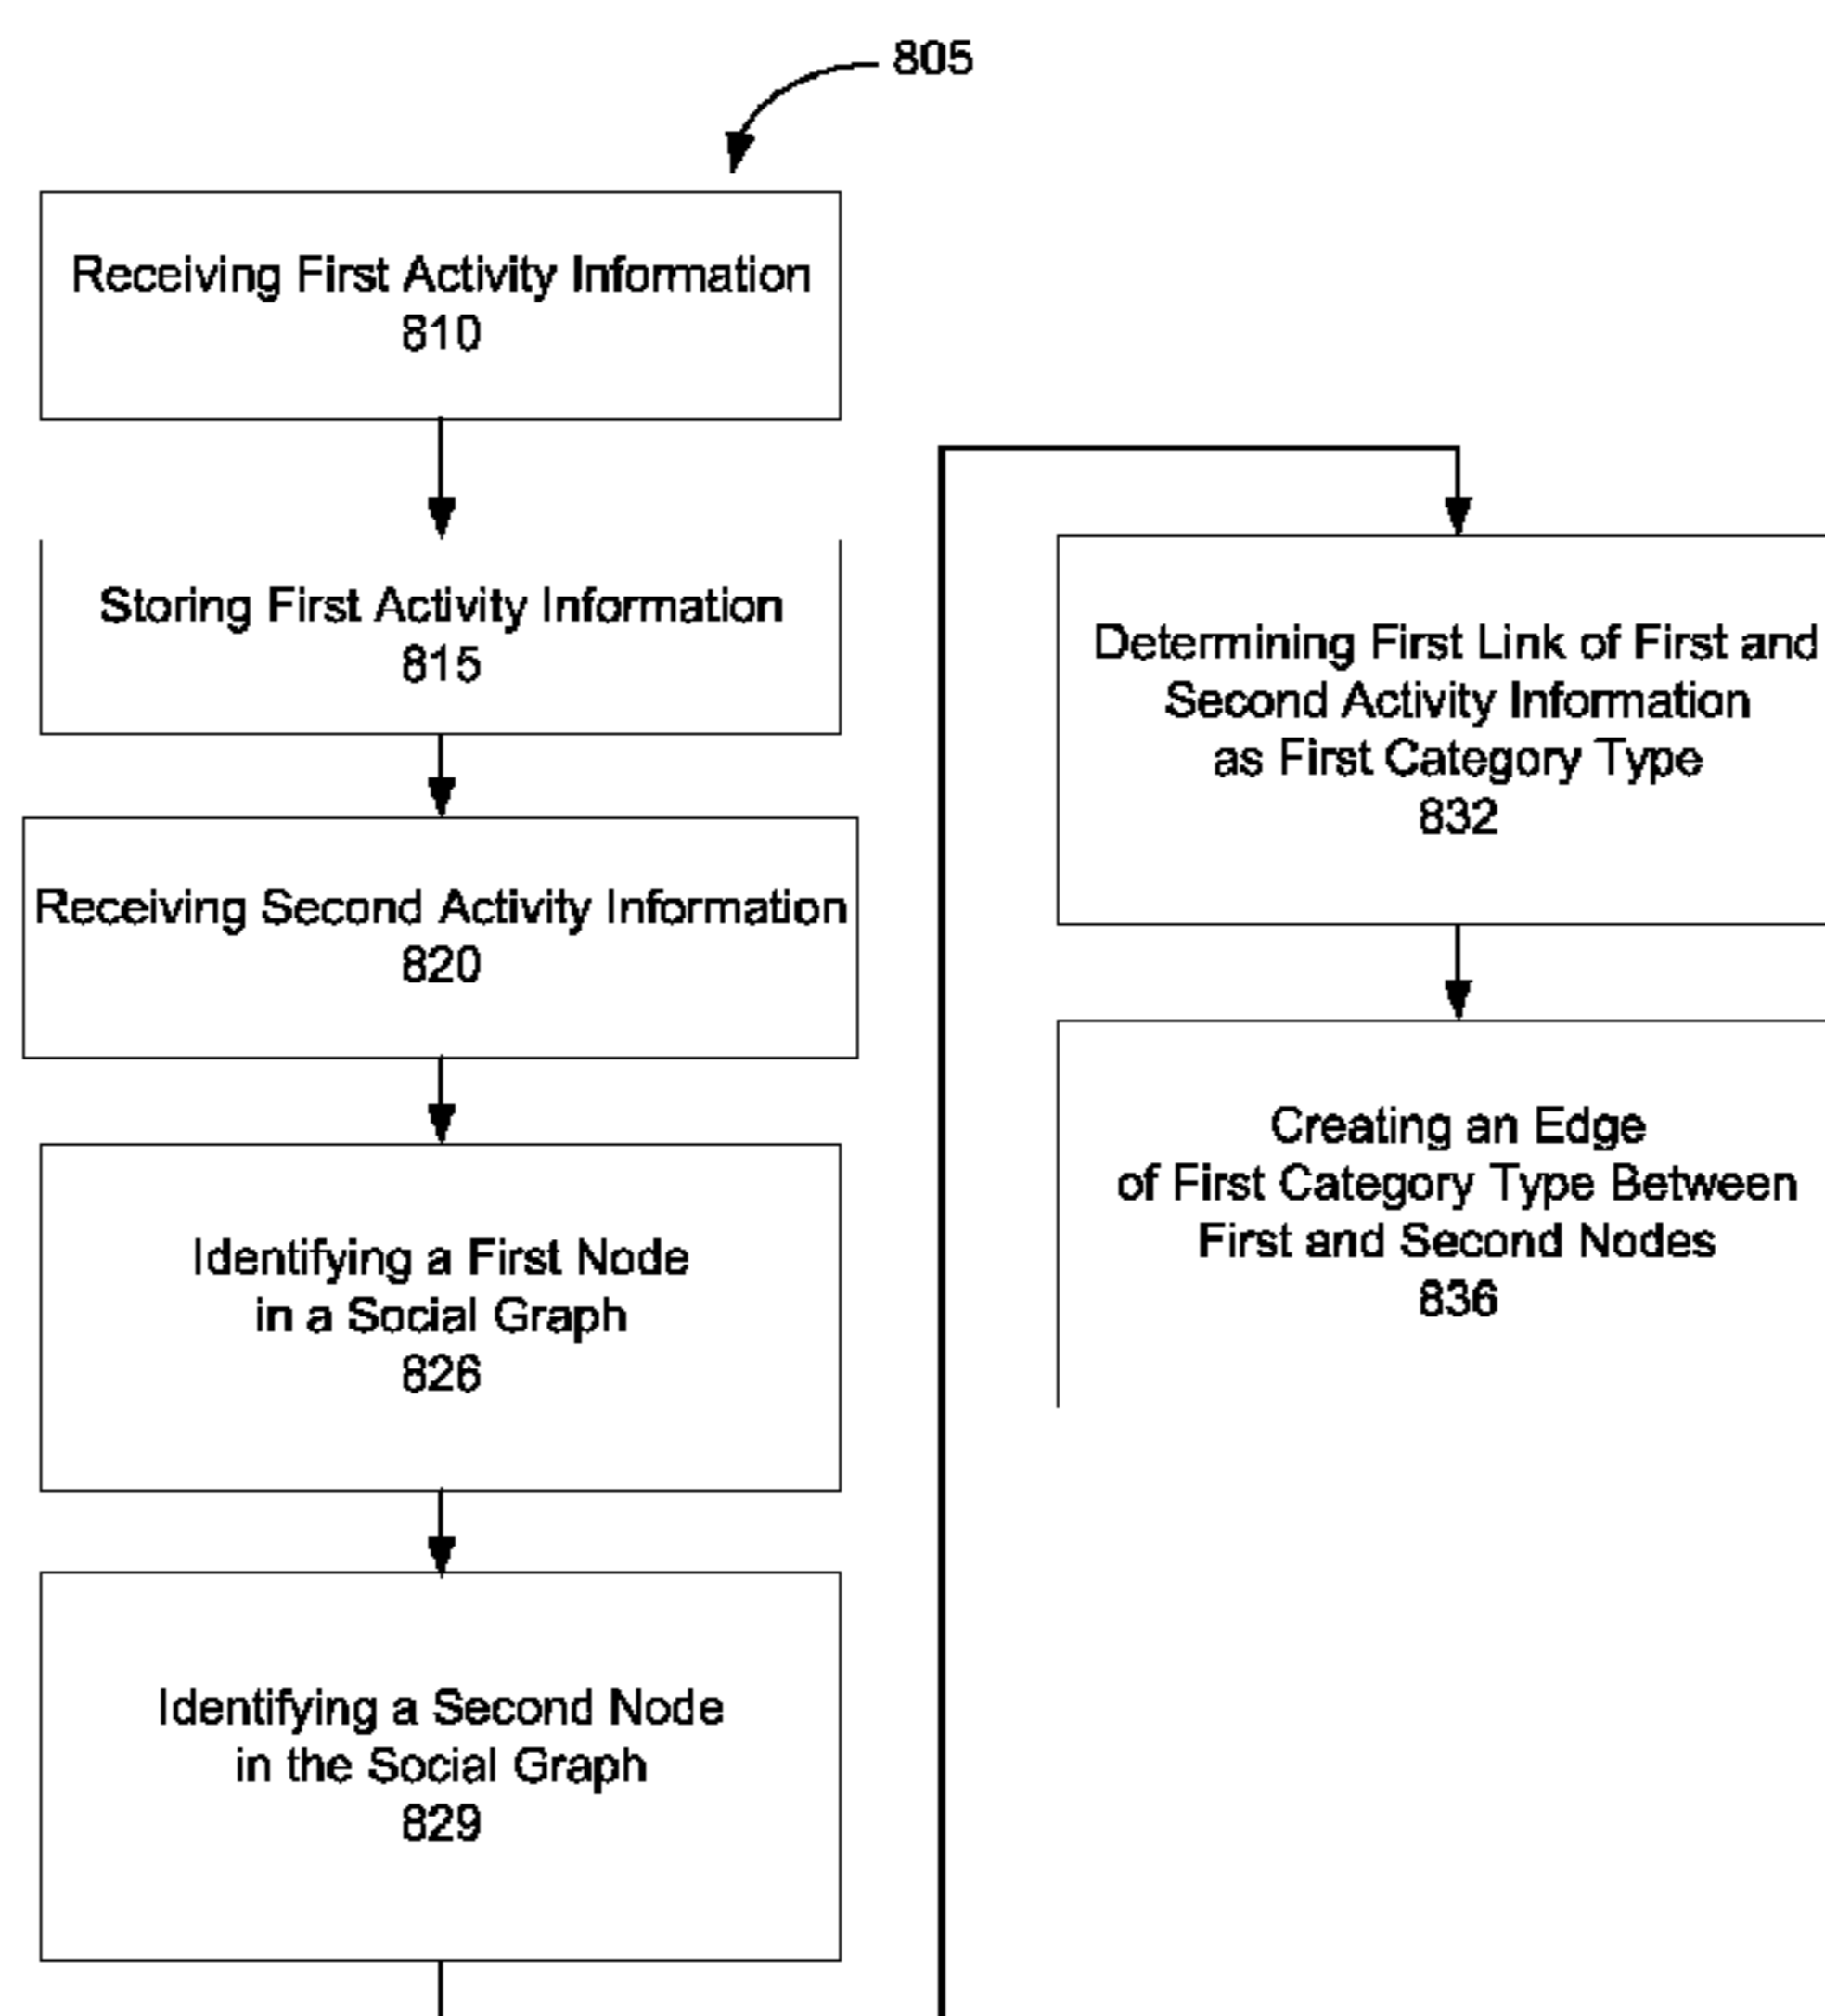 805
Receiving First Activity Information
810
Storing First Activity Information
815
Receiving Second Activity Information
820
Identifying a First Node
in a Social Graph
826
Identifying a Second Node
in the Social Graph
829
Determining First Link of First and
Second Activity Information
as First Category Type
832
Creating an Edge
of First Category Type Between
First and Second Nodes
836